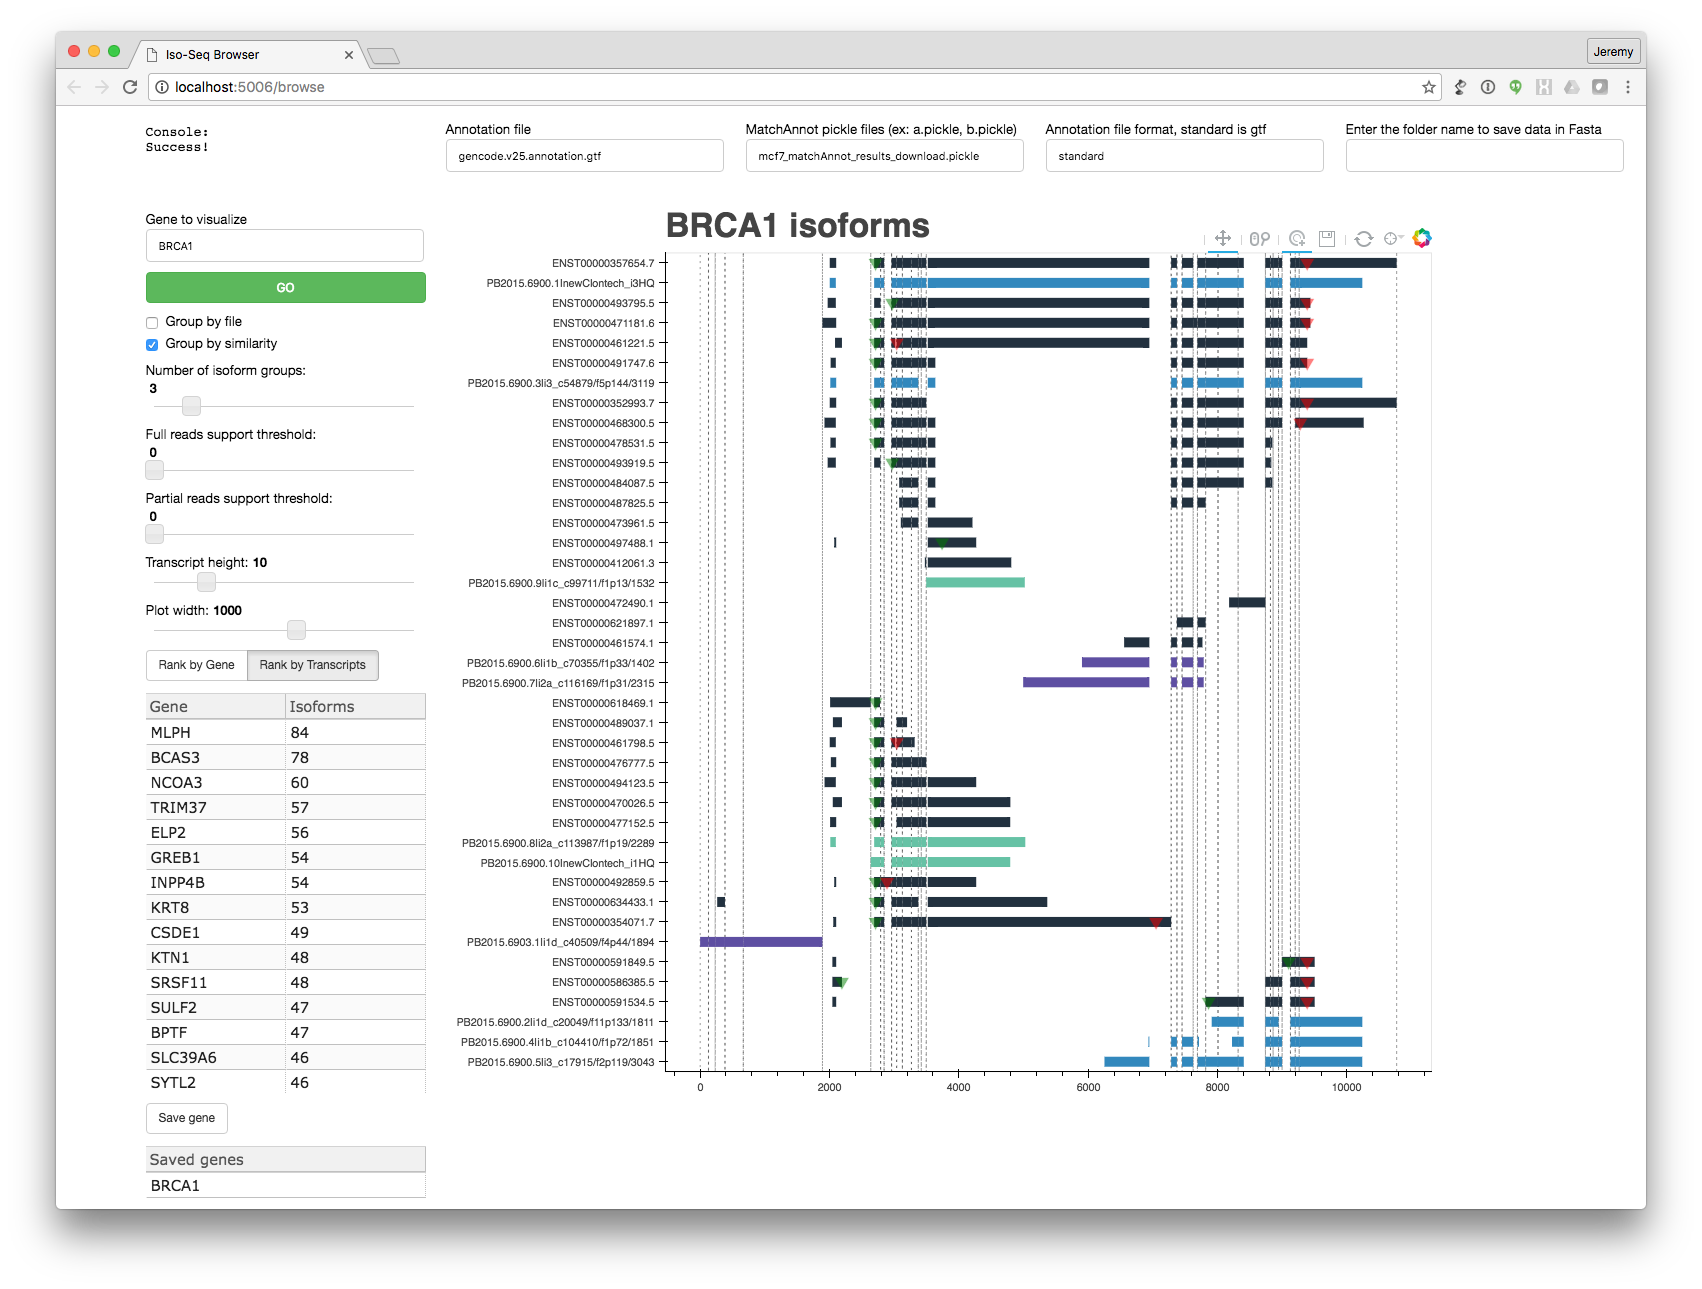 Iso-Seq Browser
Jeremy
localhost:5006/browse
Console:
Success!
Annotation file
gencode.v25.annotation.gtf
MatchAnnot pickle files (ex: a.pickle, b.pickle)
mcf7_matchAnnot_results_download.pickle
Annotation file format, standard is gtf
standard
Enter the folder name to save data in Fasta
Gene to visualize
BRCA1
GO
Group by file
Group by similarity
Number of isoform groups:
3
Full reads support threshold:
0
Partial reads support threshold:
0
Transcript height: 10
Plot width: 1000
Rank by Gene
Rank by Transcripts
Gene Isoforms
MLPH 84
BCAS3 78
NCOA3 60
TRIM37 57
ELP2 56
GREB1 54
INPP4B 54
KRT8 53
CSDE1 49
KTN1 48
SRSF11 48
SULF2 47
BPTF 47
SLC39A6 46
SYTL2 46
Save gene
Saved genes
BRCA1
BRCA1 isoforms
ENST00000357654.7
PB2015.6900.1lnewClontech_i3HQ
ENST00000493795.5
ENST00000471181.6
ENST00000461221.5
ENST00000491747.6
PB2015.6900.3li3_c54879/f5p144/3119
ENST00000352993.7
ENST00000468300.5
ENST00000478531.5
ENST00000493919.5
ENST00000484087.5
ENST00000487825.5
ENST00000473961.5
ENST00000497488.1
ENST00000412061.3
PB2015.6900.9li1c_c99711/f1p13/1532
ENST00000472490.1
ENST00000621897.1
ENST00000461574.1
PB2015.6900.6li1b_c70355/f1p33/1402
PB2015.6900.7li2a_c116169/f1p31/2315
ENST00000618469.1
ENST00000489037.1
ENST00000461798.5
ENST00000476777.5
ENST00000494123.5
ENST00000470026.5
ENST00000477152.5
PB2015.6900.8li2a_c113987/f1p19/2289
PB2015.6900.10lnewClontech_i1HQ
ENST00000492859.5
ENST00000634433.1
ENST00000354071.7
PB2015.6903.1li1d_c40509/f4p44/1894
ENST00000591849.5
ENST00000586385.5
ENST00000591534.5
PB2015.6900.2li1d_c20049/f11p133/1811
PB2015.6900.4li1b_c104410/f1p72/1851
PB2015.6900.5li3_c17915/f2p119/3043
0 2000 4000 6000 8000 10000